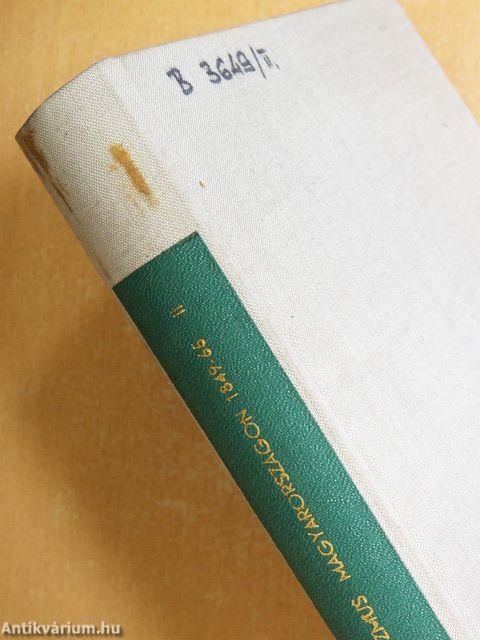 B 3649/II.
ZMUS MAGYARORSZÁGON 1849-65 II
Antikvárium.hu